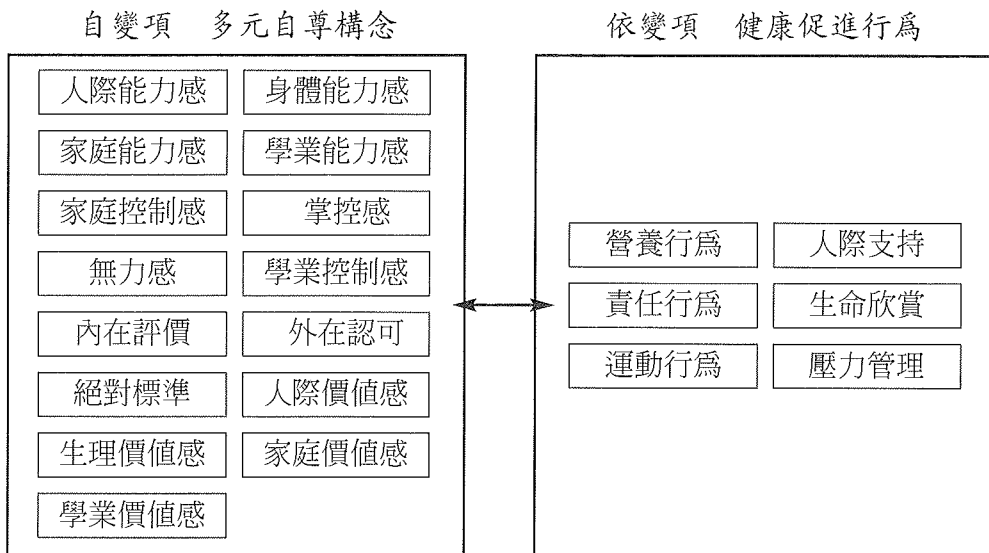 自變項　多元自尊構念
人際能力感　身體能力感
家庭能力感　學業能力感
家庭控制感　掌控感
無力感　學業控制感
內在評價　外在認可
絕對標準　人際價值感
生理價值感　家庭價值感
學業價值感
依變項　健康促進行爲
營養行爲　人際支持
責任行爲　生命欣賞
運動行爲　壓力管理